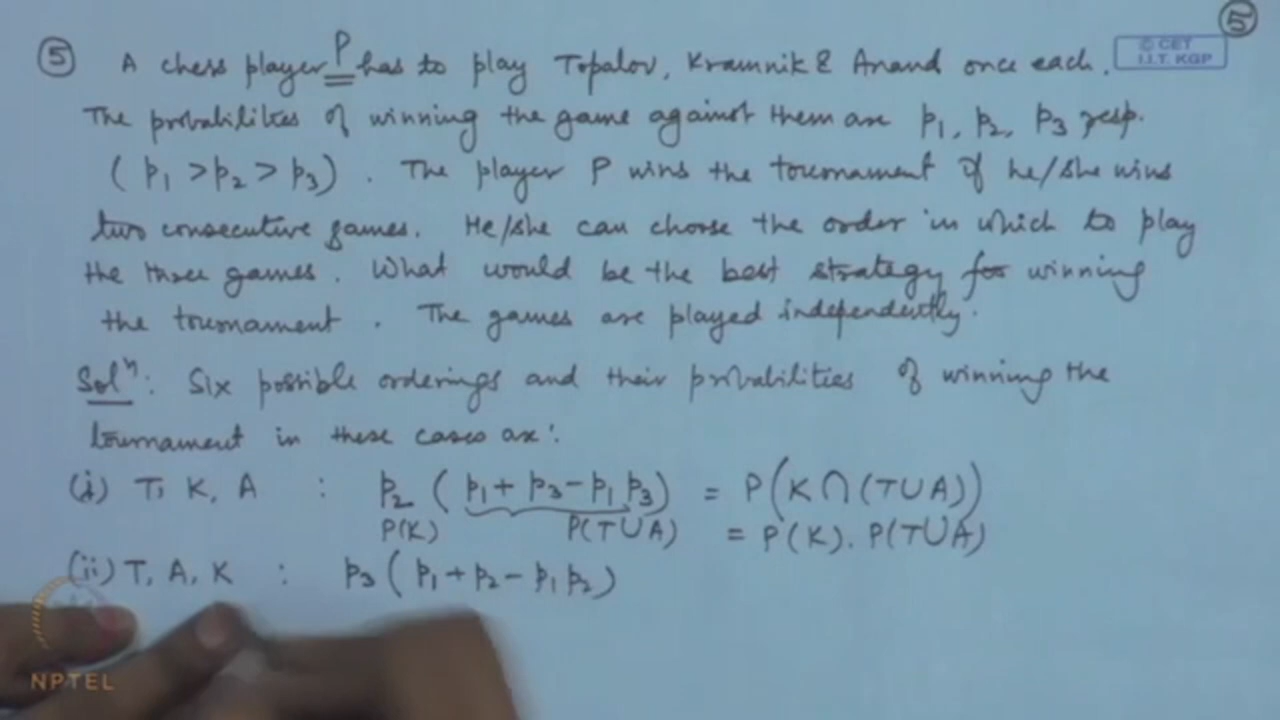 5
5 A chess player P has to play Topalov, Kramnik & Anand once each.
© CET
I.I.T. KGP
The probabilities of winning the game against them are p₁, p₂, p₃ resp.
(p₁ > p₂ > p₃). The player P wins the tournament if he/she wins
two consecutive games. He/she can choose the order in which to play
the three games. What would be the best strategy for winning
the tournament. The games are played independently.
Solⁿ: Six possible orderings and their probabilities of winning the
tournament in these cases are:
(i) T, K, A : p₂ (p₁ + p₃ − p₁ p₃) = P(K ∩ (T ∪ A))
P(K) P(T ∪ A) = P(K). P(T ∪ A)
(ii) T, A, K : p₃ (p₁ + p₂ − p₁ p₂)
NPTEL